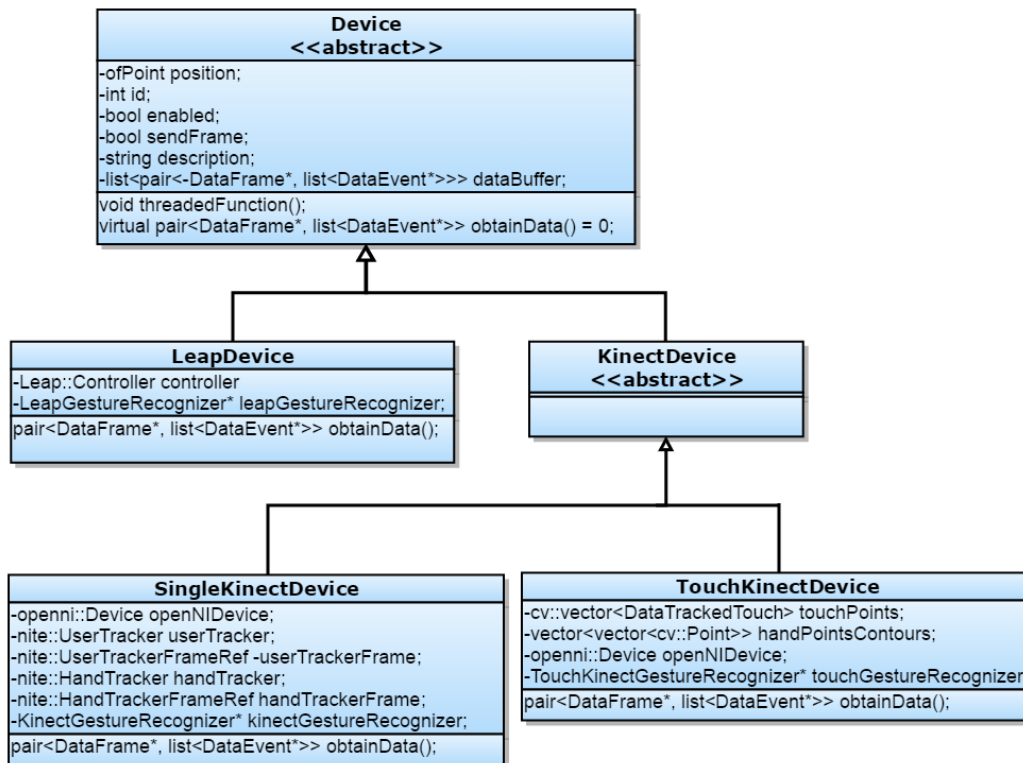 Device
<<abstract>>
-ofPoint position;
-int id;
-bool enabled;
-bool sendFrame;
-string description;
-list<pair<-DataFrame*, list<DataEvent*>>> dataBuffer;
void threadedFunction();
virtual pair<DataFrame*, list<DataEvent*>> obtainData() = 0;
LeapDevice
-Leap::Controller controller
-LeapGestureRecognizer* leapGestureRecognizer;
pair<DataFrame*, list<DataEvent*>> obtainData();
KinectDevice
<<abstract>>
SingleKinectDevice
-openni::Device openNIDevice;
-nite::UserTracker userTracker;
-nite::UserTrackerFrameRef -userTrackerFrame;
-nite::HandTracker handTracker;
-nite::HandTrackerFrameRef handTrackerFrame;
-KinectGestureRecognizer* kinectGestureRecognizer;
pair<DataFrame*, list<DataEvent*>> obtainData();
TouchKinectDevice
-cv::vector<DataTrackedTouch> touchPoints;
-vector<vector<cv::Point>> handPointsContours;
-openni::Device openNIDevice;
-TouchKinectGestureRecognizer* touchGestureRecognizer
pair<DataFrame*, list<DataEvent*>> obtainData();